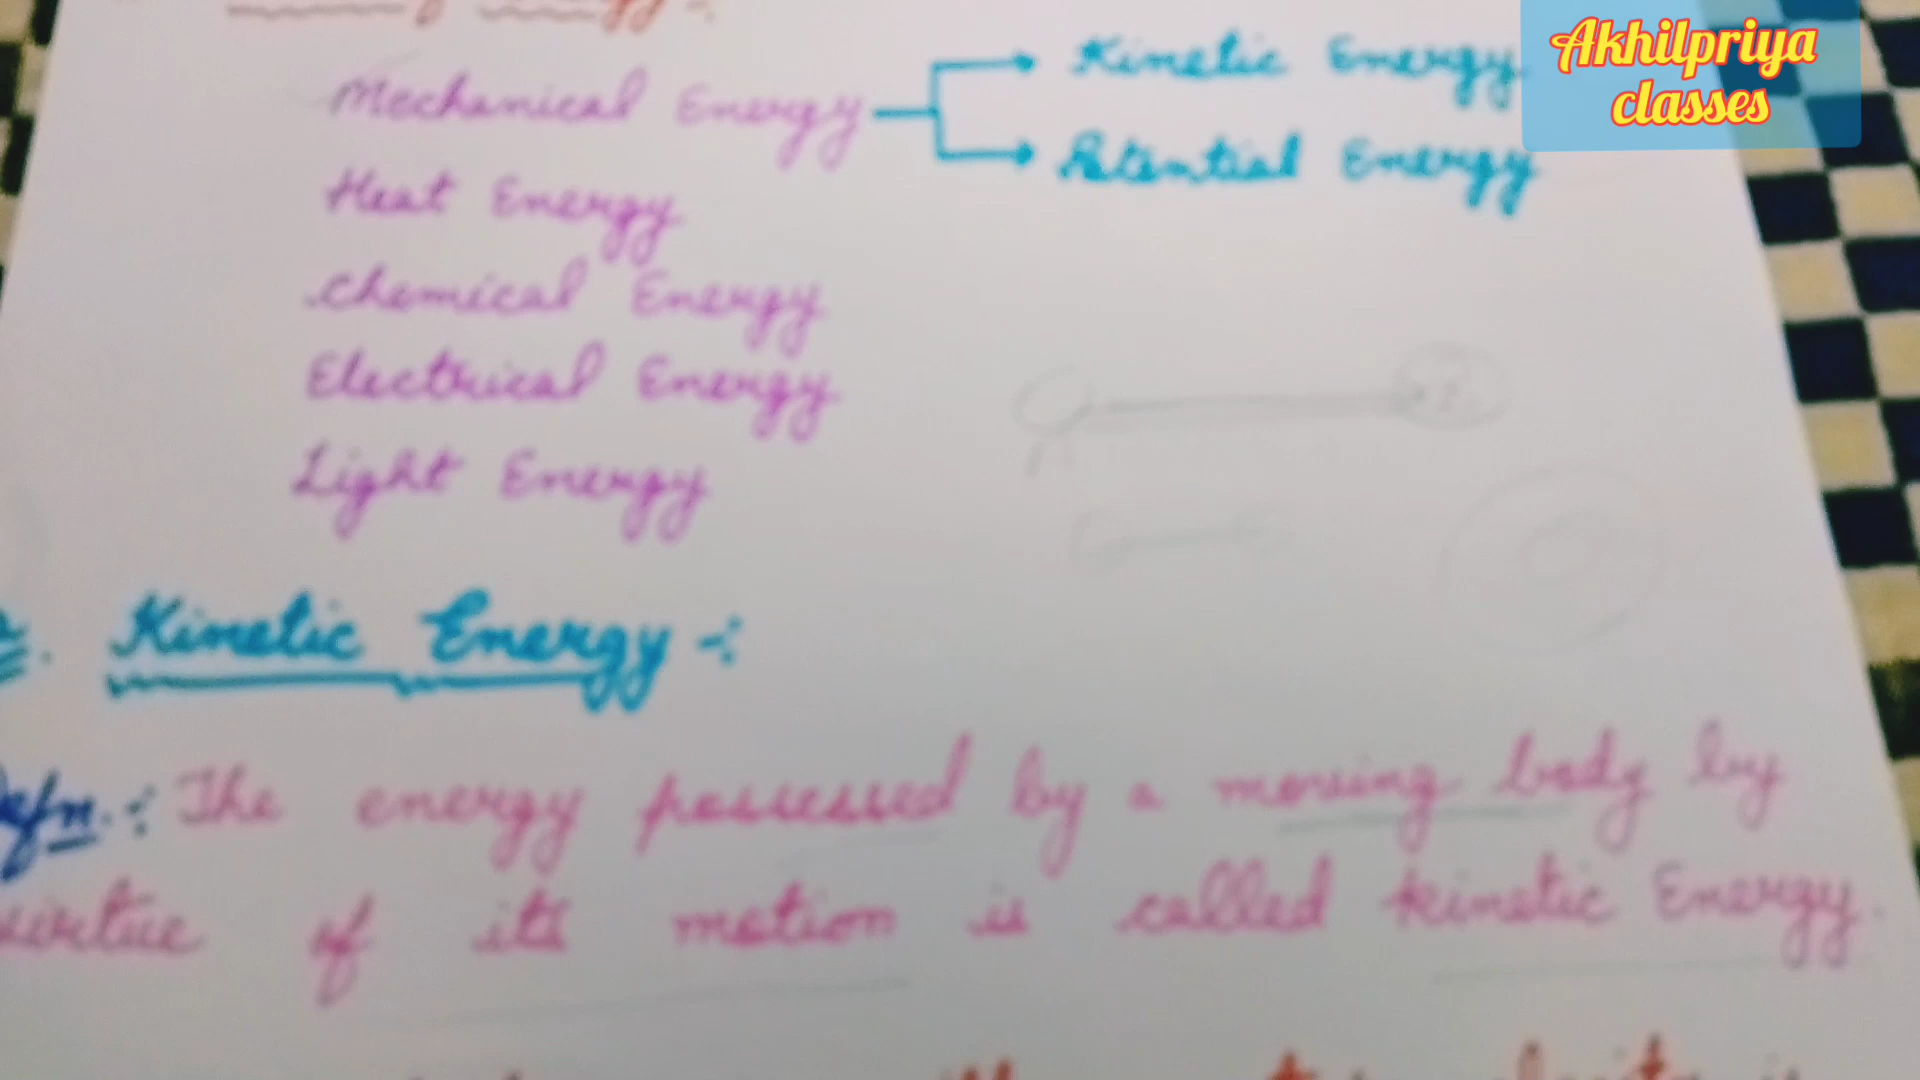 Akhilpriya
classes
Mechanical Energy → Kinetic Energy
→ Potential Energy
Heat Energy
Chemical Energy
Electrical Energy
Light Energy
Kinetic Energy -:
Defn. : The energy possessed by a moving body by
virtue of its motion is called kinetic Energy.